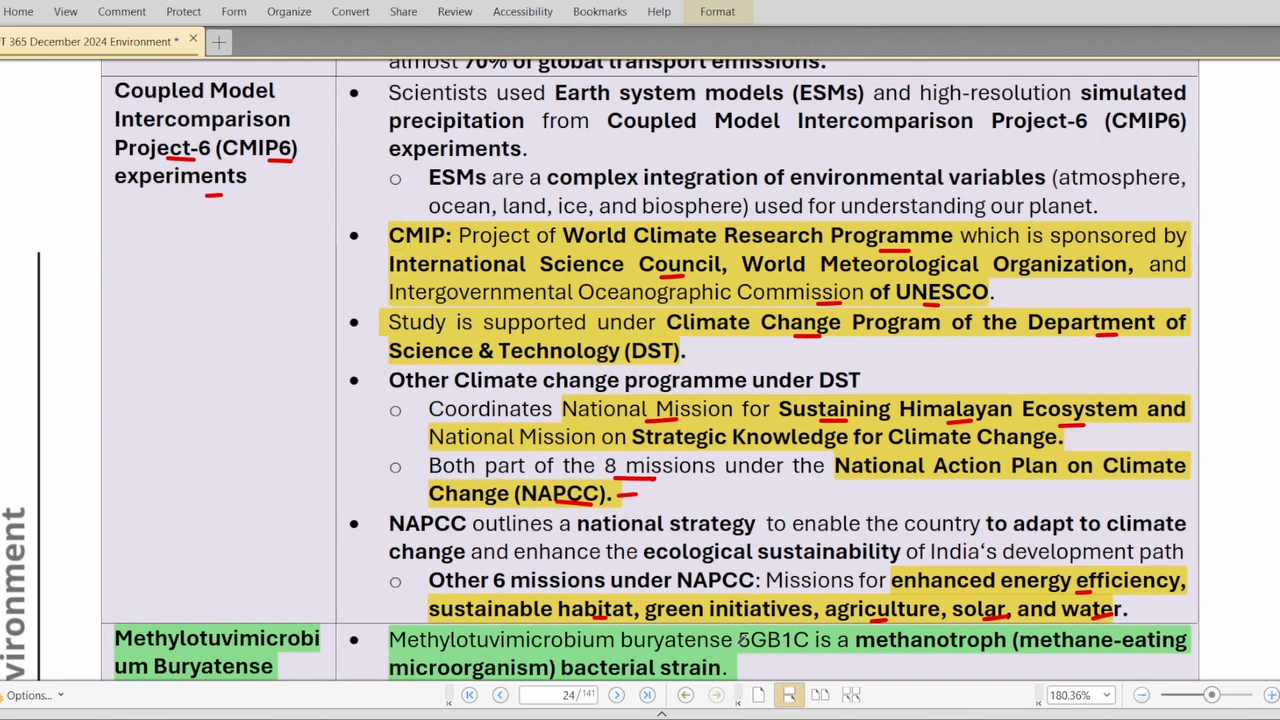 Home View Comment Protect Form Organize Convert Share Review Accessibility Bookmarks Help Format
T 365 December 2024 Environment *
almost 70% of global transport emissions.
Coupled Model
Intercomparison
Project-6 (CMIP6)
experiments
• Scientists used Earth system models (ESMs) and high-resolution simulated
precipitation from Coupled Model Intercomparison Project-6 (CMIP6)
experiments.
○ ESMs are a complex integration of environmental variables (atmosphere,
ocean, land, ice, and biosphere) used for understanding our planet.
• CMIP: Project of World Climate Research Programme which is sponsored by
International Science Council, World Meteorological Organization, and
Intergovernmental Oceanographic Commission of UNESCO.
• Study is supported under Climate Change Program of the Department of
Science & Technology (DST).
• Other Climate change programme under DST
○ Coordinates National Mission for Sustaining Himalayan Ecosystem and
National Mission on Strategic Knowledge for Climate Change.
○ Both part of the 8 missions under the National Action Plan on Climate
Change (NAPCC).
• NAPCC outlines a national strategy to enable the country to adapt to climate
change and enhance the ecological sustainability of India‘s development path
○ Other 6 missions under NAPCC: Missions for enhanced energy efficiency,
sustainable habitat, green initiatives, agriculture, solar, and water.
Methylotuvimicrobi
um Buryatense
• Methylotuvimicrobium buryatense 5GB1C is a methanotroph (methane-eating
microorganism) bacterial strain.
vironment
Options...
24 / 141
180.36%